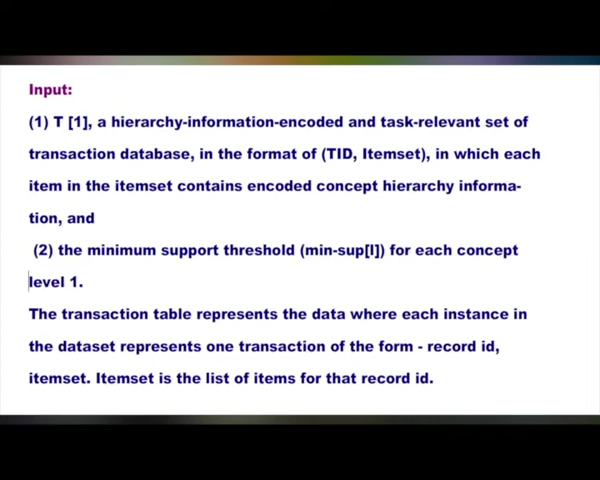 Input:
(1) T [1], a hierarchy-information-encoded and task-relevant set of
transaction database, in the format of (TID, Itemset), in which each
item in the itemset contains encoded concept hierarchy informa-
tion, and
(2) the minimum support threshold (min-sup[l]) for each concept
level 1.
The transaction table represents the data where each instance in
the dataset represents one transaction of the form - record id,
itemset. Itemset is the list of items for that record id.